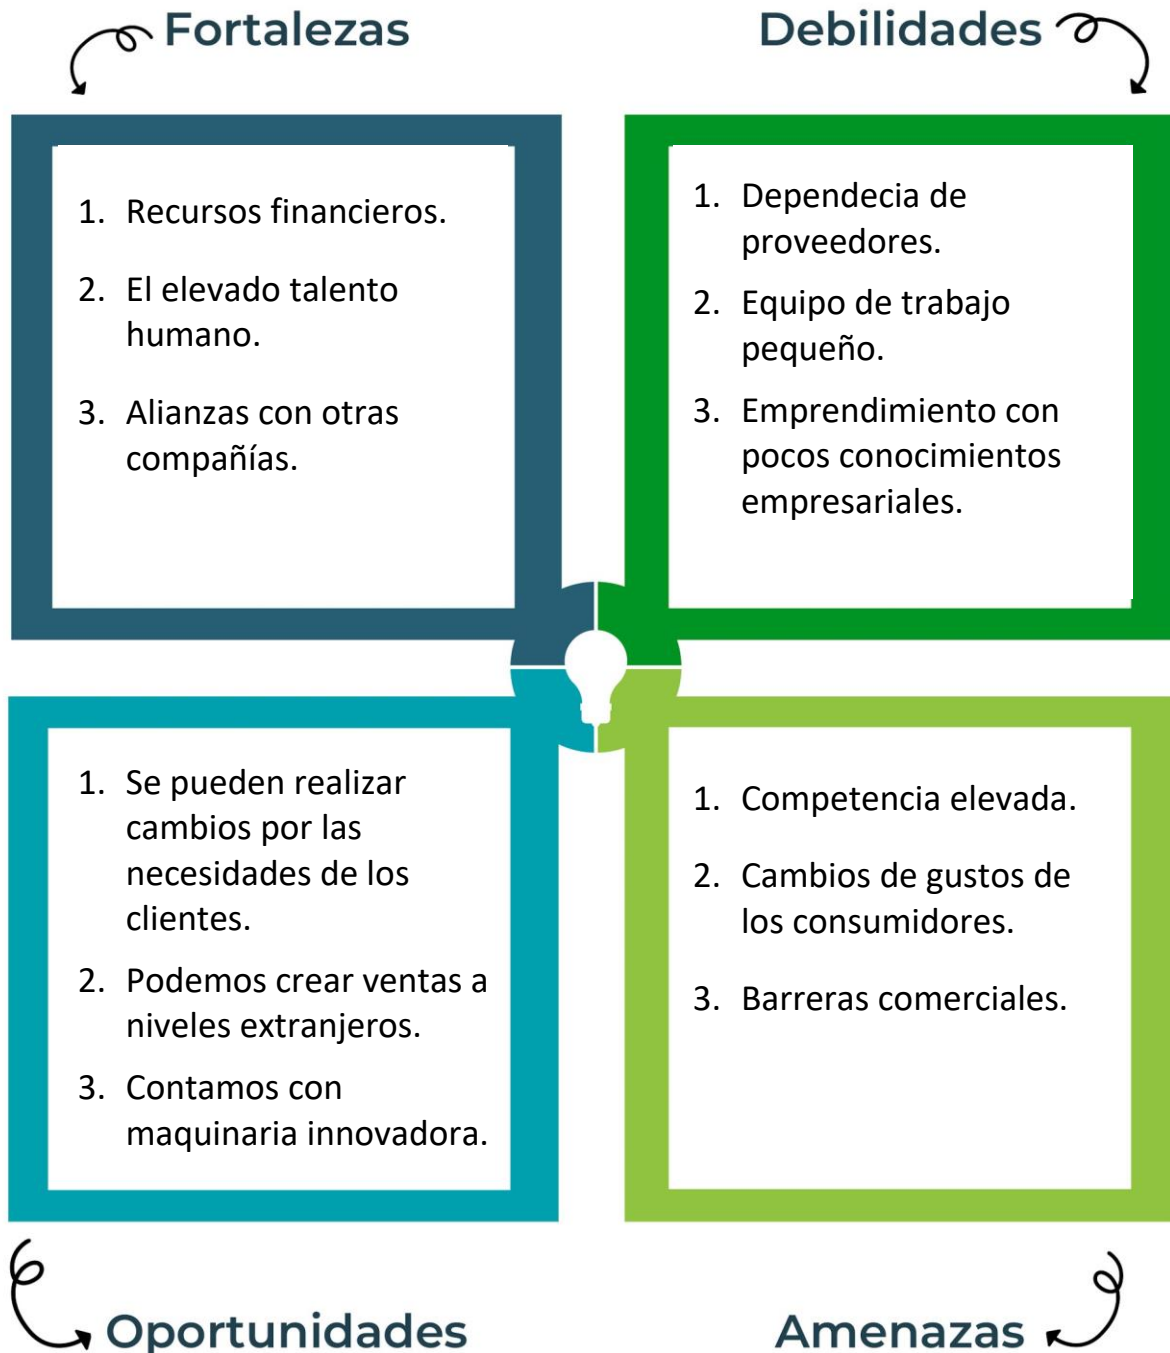 Fortalezas
1. Recursos financieros.
2. El elevado talento
humano.
3. Alianzas con otras
compañías.
Debilidades
1. Dependecia de
proveedores.
2. Equipo de trabajo
pequeño.
3. Emprendimiento con
pocos conocimientos
empresariales.
1. Se pueden realizar
cambios por las
necesidades de los
clientes.
2. Podemos crear ventas a
niveles extranjeros.
3. Contamos con
maquinaria innovadora.
Oportunidades
1. Competencia elevada.
2. Cambios de gustos de
los consumidores.
3. Barreras comerciales.
Amenazas